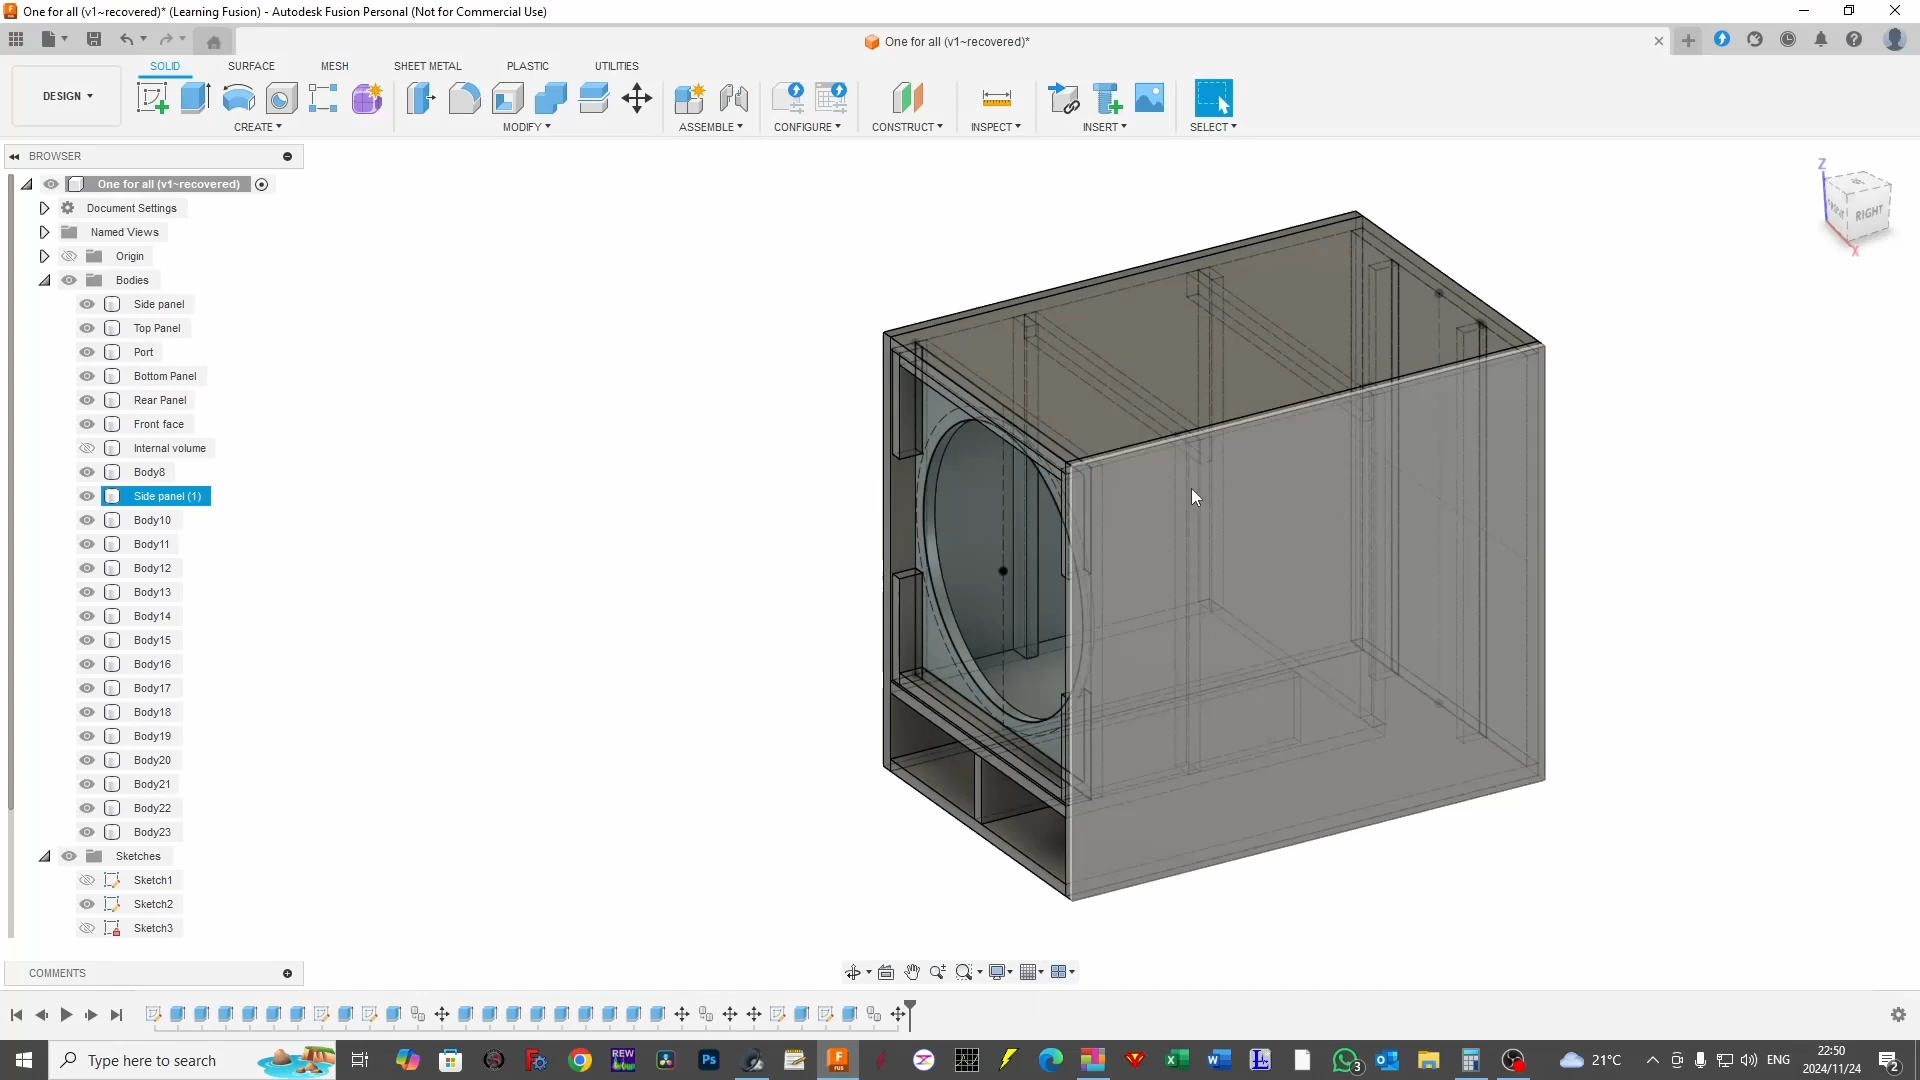 One for all (v1~recovered)* (Learning Fusion) - Autodesk Fusion Personal (Not for Commercial Use)
One for all (v1~recovered)*
SOLID SURFACE MESH SHEET METAL PLASTIC UTILITIES
DESIGN
CREATE MODIFY ASSEMBLE CONFIGURE CONSTRUCT INSPECT INSERT SELECT
BROWSER
One for all (v1~recovered)
Document Settings
Named Views
Origin
Bodies
Side panel
Top Panel
Port
Bottom Panel
Rear Panel
Front face
Internal volume
Body8
Side panel (1)
Body10
Body11
Body12
Body13
Body14
Body15
Body16
Body17
Body18
Body19
Body20
Body21
Body22
Body23
Sketches
Sketch1
Sketch2
Sketch3
Z
RIGHT
X
COMMENTS
Type here to search
REW
Ps
F
3
21°C
ENG
22:50
2024/11/24
2